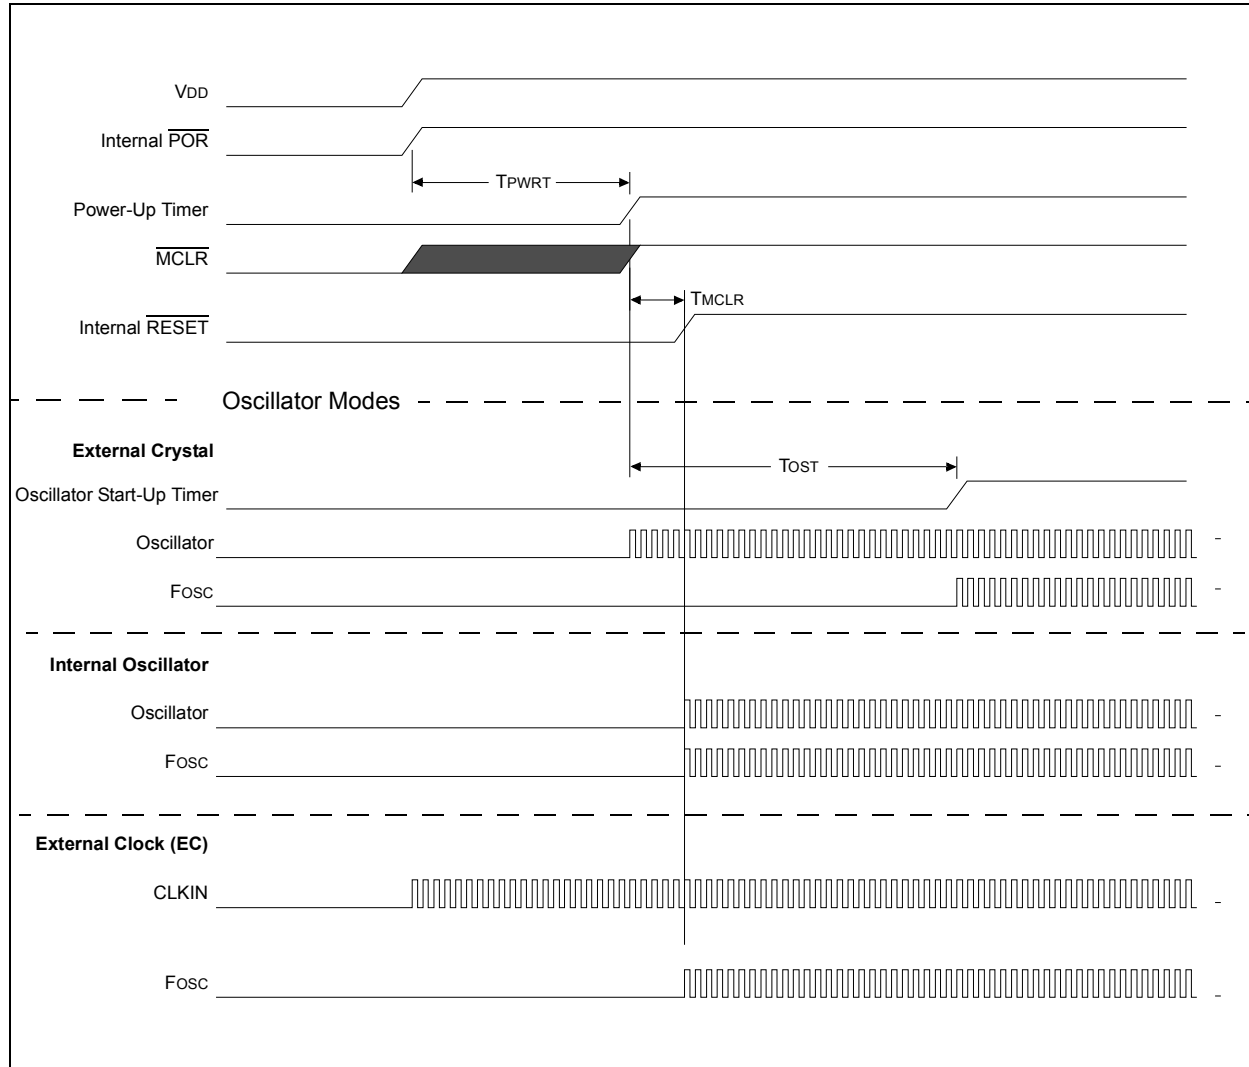 VDD
Internal POR
TPWRT
Power-Up Timer
MCLR
TMCLR
Internal RESET
Oscillator Modes
External Crystal
TOST
Oscillator Start-Up Timer
Oscillator
FOSC
Internal Oscillator
Oscillator
FOSC
External Clock (EC)
CLKIN
FOSC